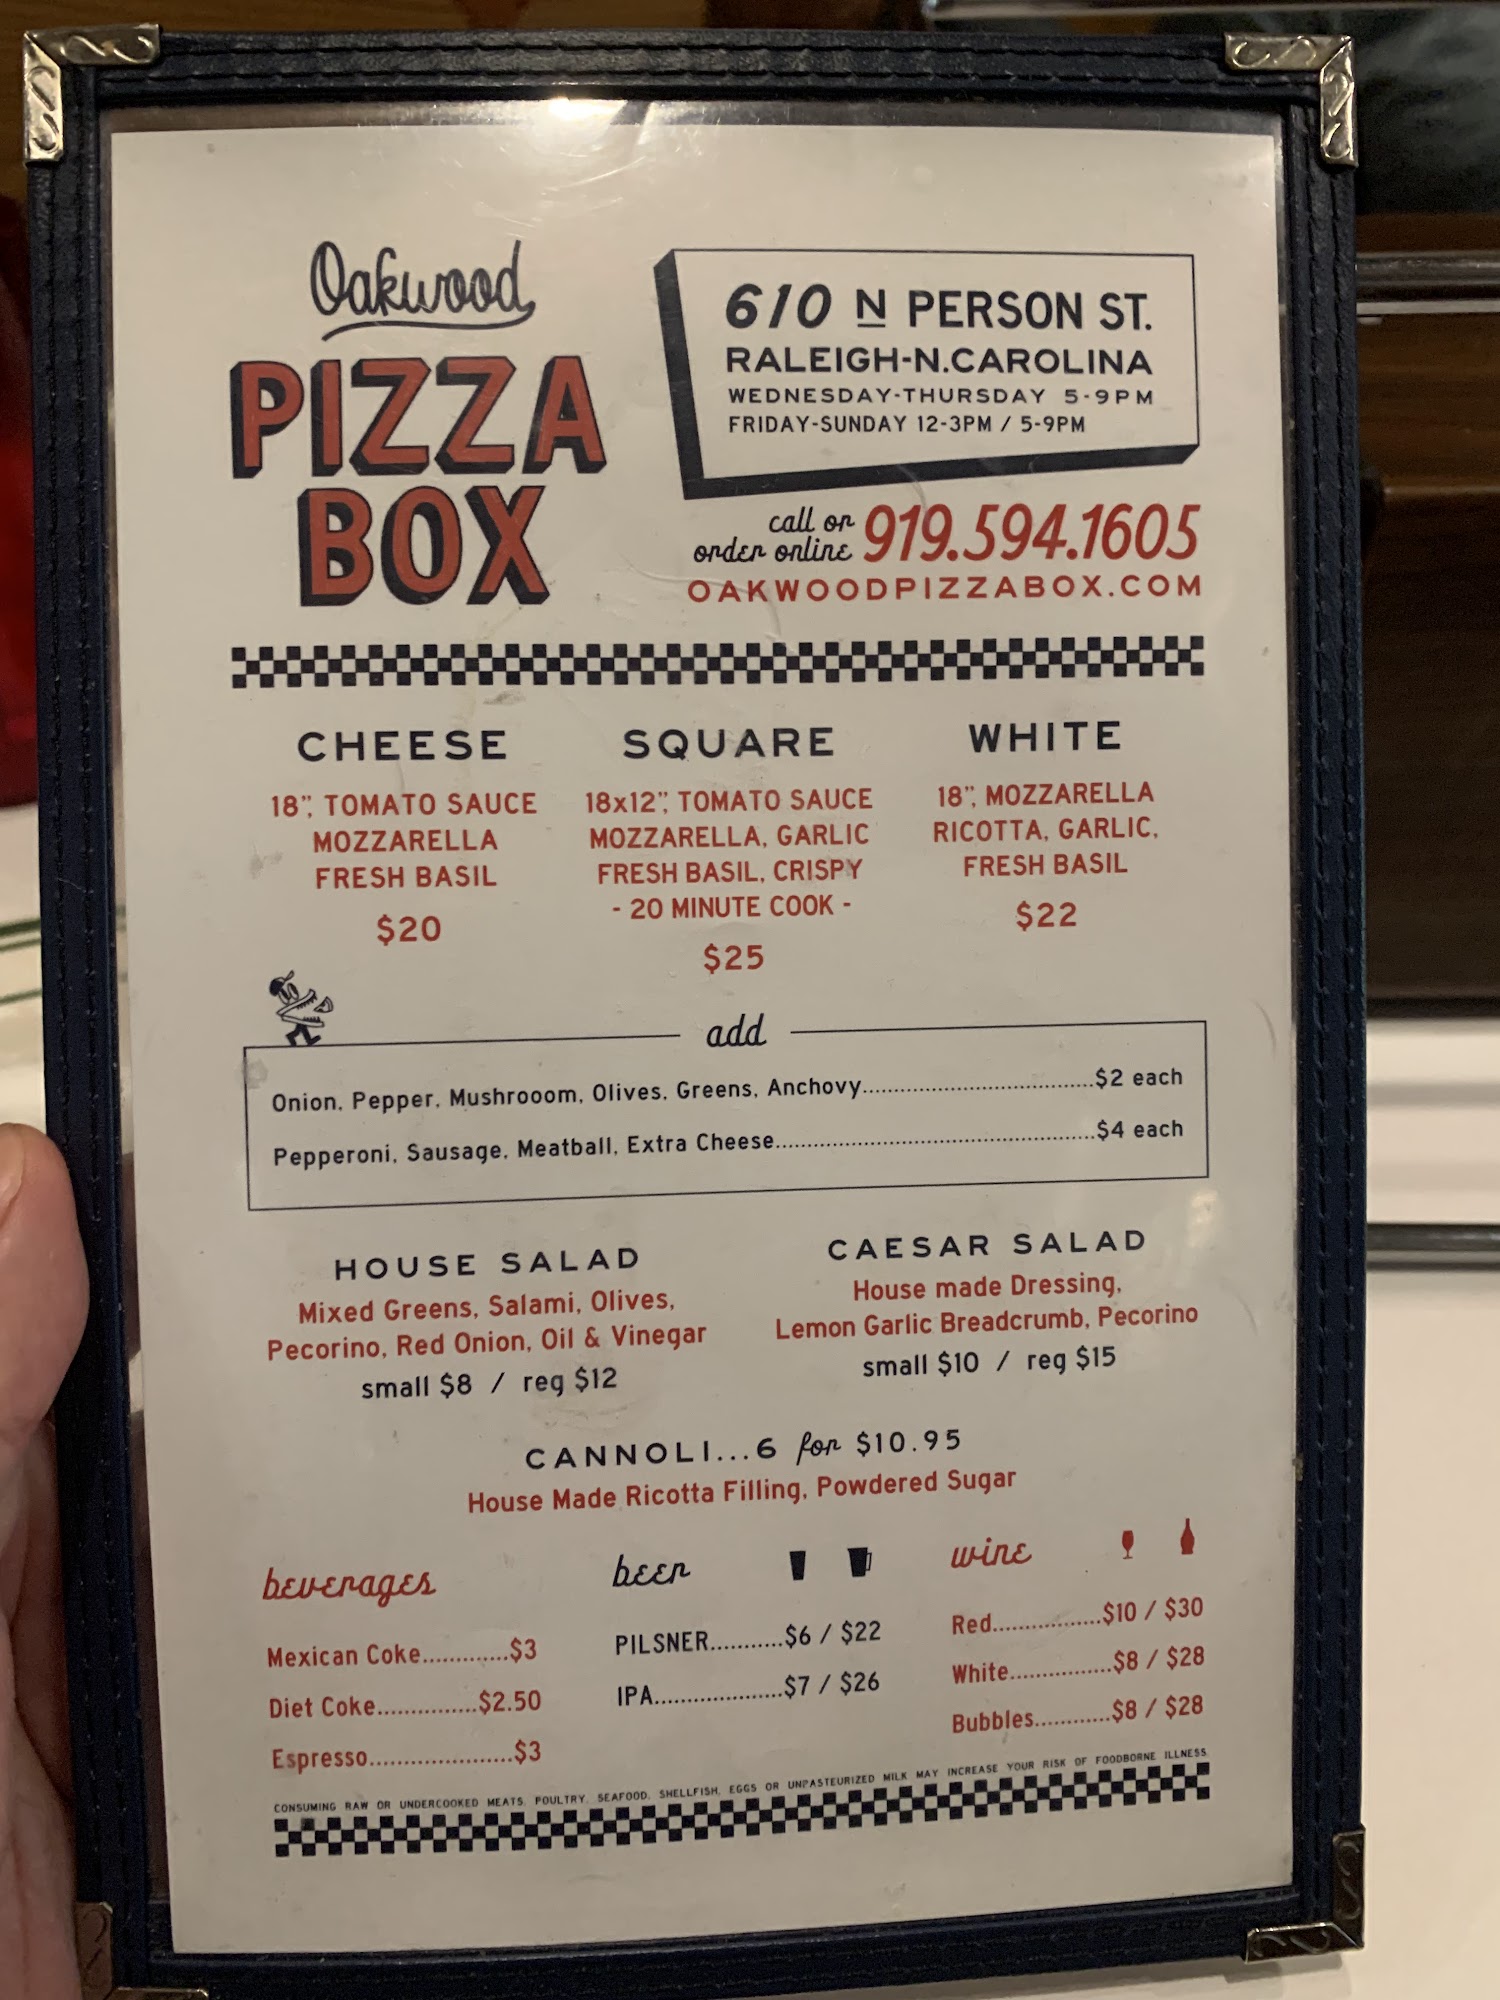 Oakwood
PIZZA
BOX
610 N PERSON ST.
RALEIGH-N.CAROLINA
WEDNESDAY-THURSDAY 5-9PM
FRIDAY-SUNDAY 12-3PM / 5-9PM
call or
order online
919.594.1605
OAKWOODPIZZABOX.COM
CHEESE
18", TOMATO SAUCE
MOZZARELLA
FRESH BASIL
$20
SQUARE
18x12", TOMATO SAUCE
MOZZARELLA, GARLIC
FRESH BASIL, CRISPY
- 20 MINUTE COOK -
$25
WHITE
18", MOZZARELLA
RICOTTA, GARLIC,
FRESH BASIL
$22
add
Onion, Pepper, Mushrooom, Olives, Greens, Anchovy....................................$2 each
Pepperoni, Sausage, Meatball, Extra Cheese..................................................$4 each
HOUSE SALAD
Mixed Greens, Salami, Olives,
Pecorino, Red Onion, Oil & Vinegar
small $8 / reg $12
CAESAR SALAD
House made Dressing,
Lemon Garlic Breadcrumb, Pecorino
small $10 / reg $15
CANNOLI...6 for $10.95
House Made Ricotta Filling, Powdered Sugar
beverages
Mexican Coke.............$3
Diet Coke...............$2.50
Espresso......................$3
beer
PILSNER...........$6 / $22
IPA....................$7 / $26
wine
Red.................$10 / $30
White................$8 / $28
Bubbles............$8 / $28
CONSUMING RAW OR UNDERCOOKED MEATS, POULTRY, SEAFOOD, SHELLFISH, EGGS OR UNPASTEURIZED MILK MAY INCREASE YOUR RISK OF FOODBORNE ILLNESS